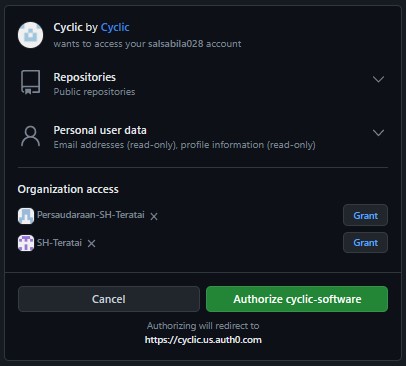 Cyclic by Cyclic
wants to access your salsabila028 account
Repositories
Public repositories
Personal user data
Email addresses (read-only), profile information (read-only)
Organization access
Persaudaraan-SH-Teratai
Grant
SH-Teratai
Grant
Cancel
Authorize cyclic-software
Authorizing will redirect to
https://cyclic.us.auth0.com